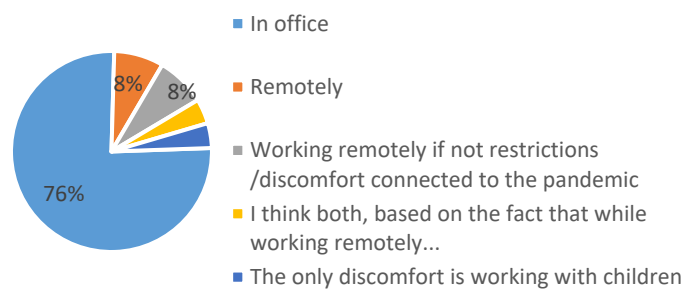 In office
8%
8%
Remotely
76%
Working remotely if not restrictions
/discomfort connected to the pandemic
I think both, based on the fact that while
working remotely...
The only discomfort is working with children